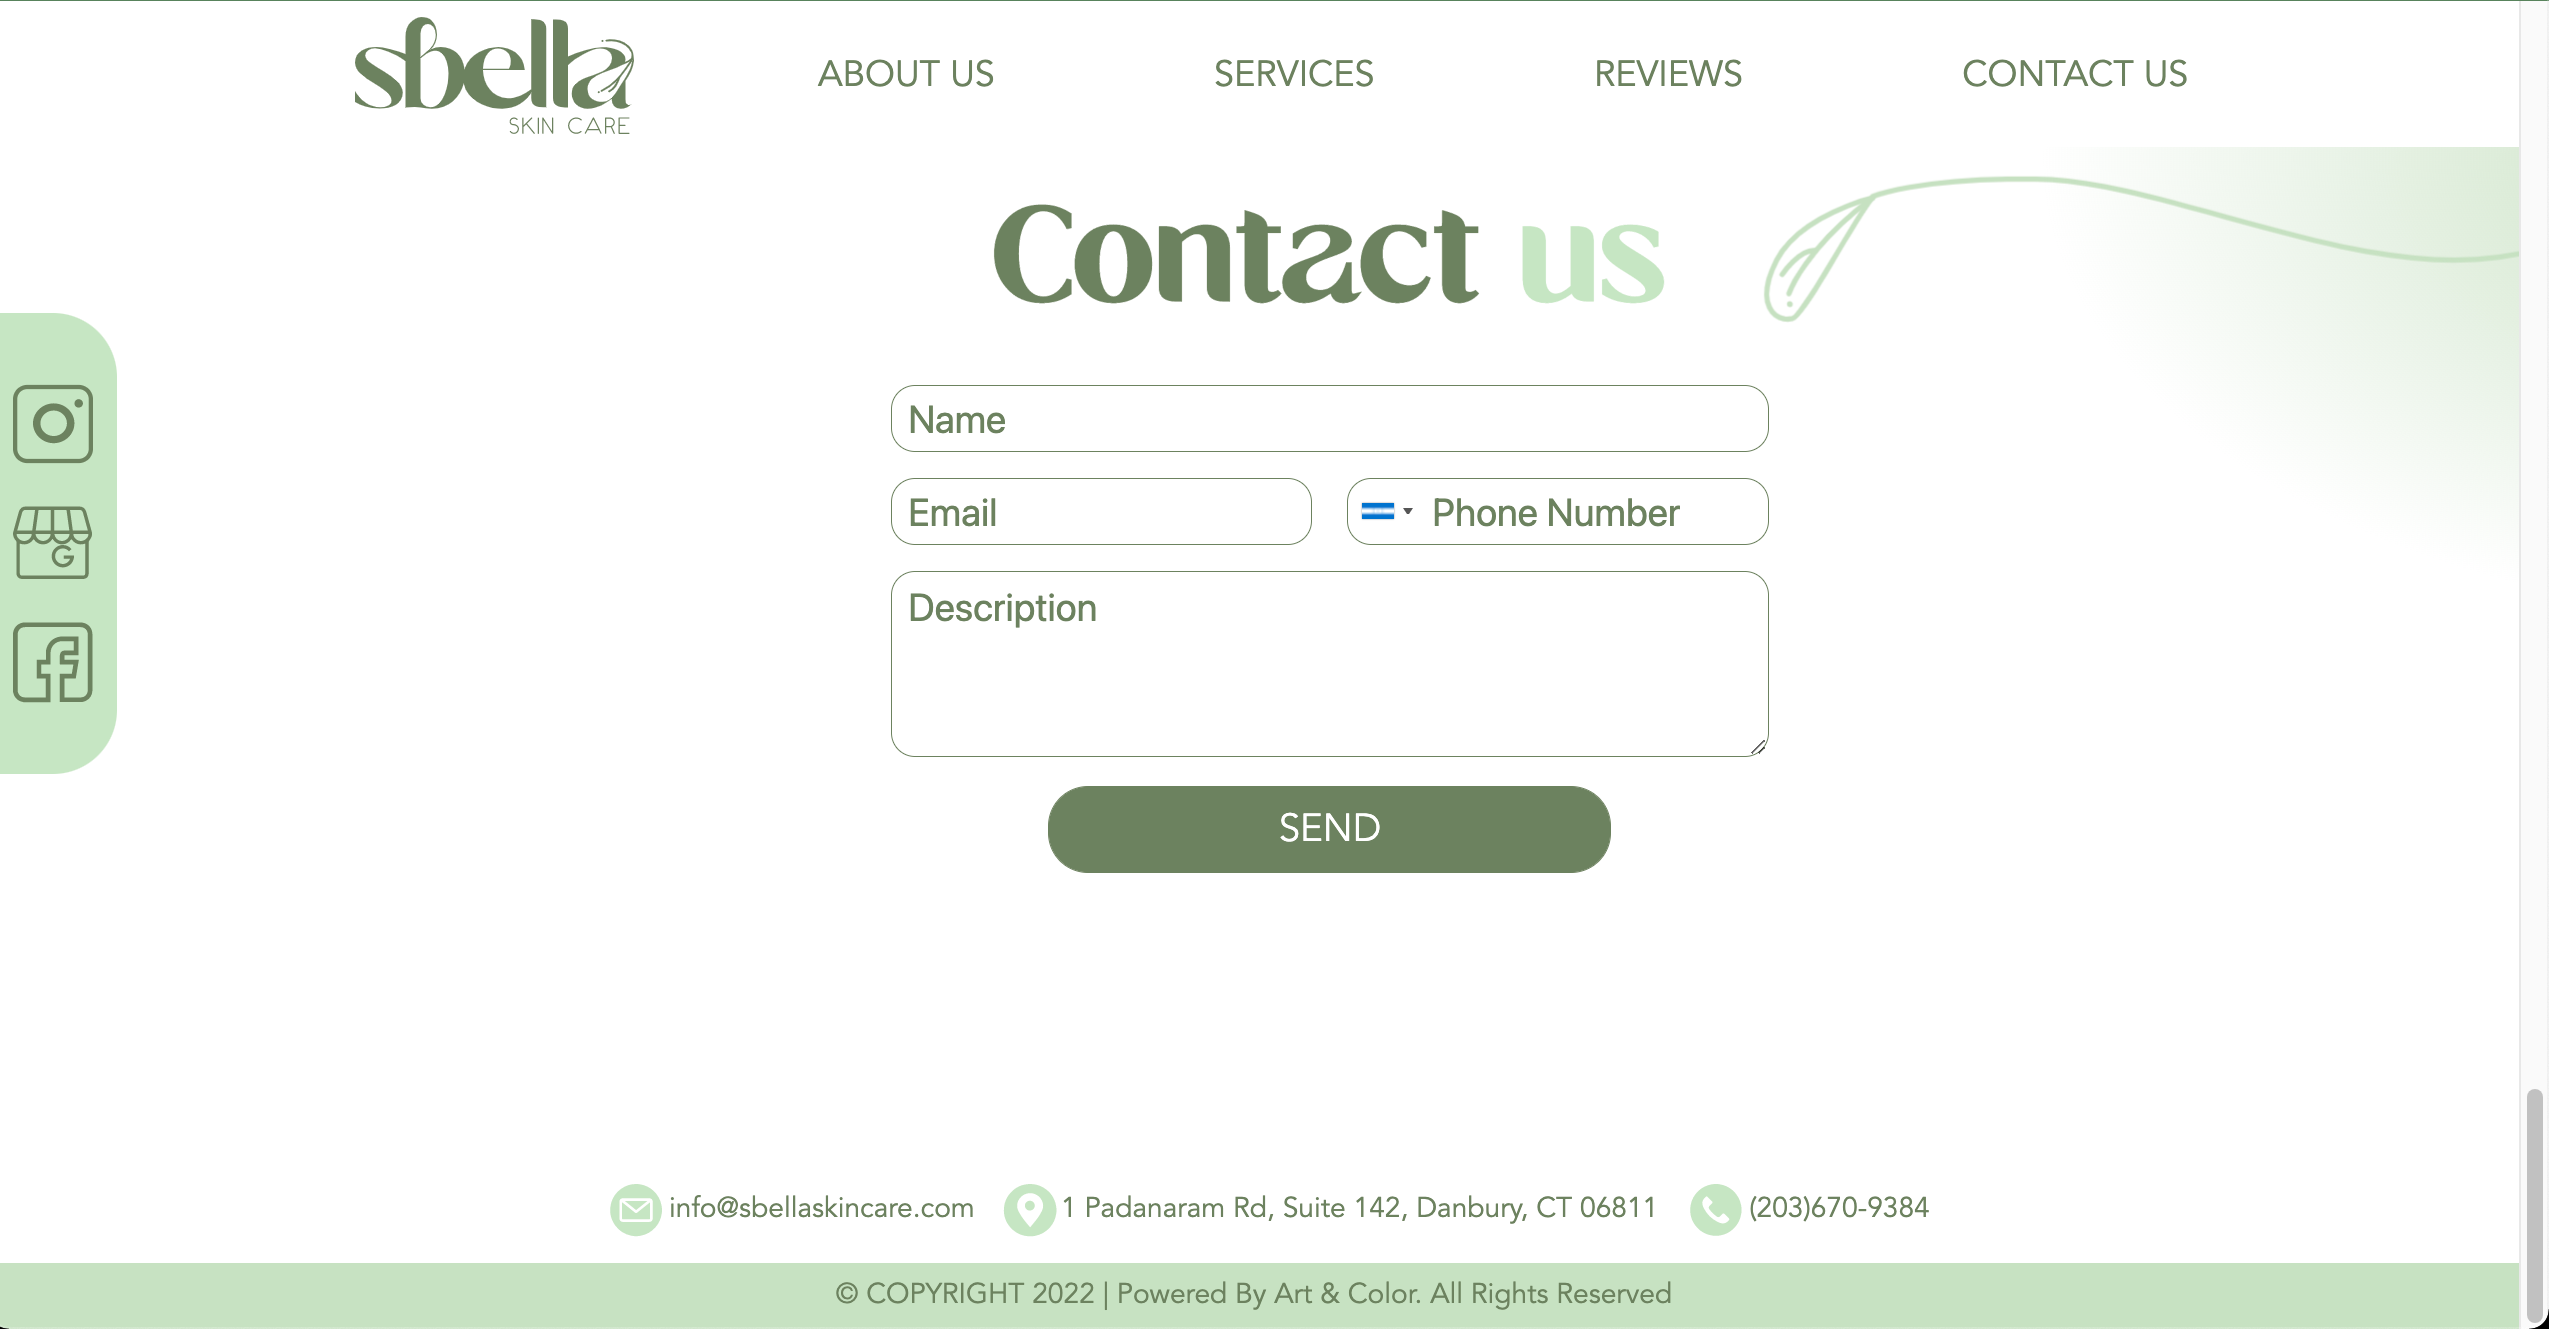 sbella
SKIN CARE
ABOUT US
SERVICES
REVIEWS
CONTACT US
Contact us
Name
Email
Phone Number
Description
SEND
info@sbellaskincare.com
1 Padanaram Rd, Suite 142, Danbury, CT 06811
(203)670-9384
© COPYRIGHT 2022 | Powered By Art & Color. All Rights Reserved